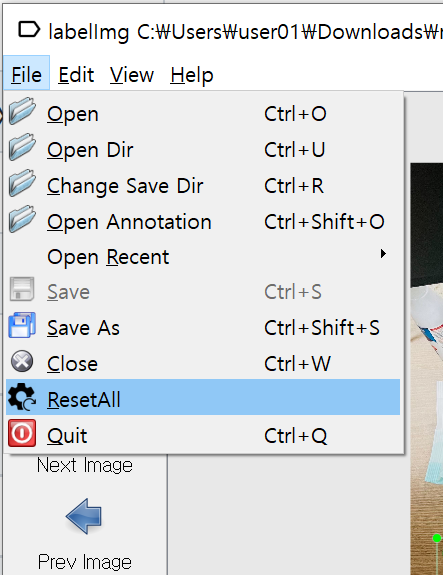 labelImg C:₩Users₩user01₩Downloads₩
File Edit View Help
Open Ctrl+O
Open Dir Ctrl+U
Change Save Dir Ctrl+R
Open Annotation Ctrl+Shift+O
Open Recent
Save Ctrl+S
Save As Ctrl+Shift+S
Close Ctrl+W
ResetAll
Quit Ctrl+Q
Next Image
Prev Image